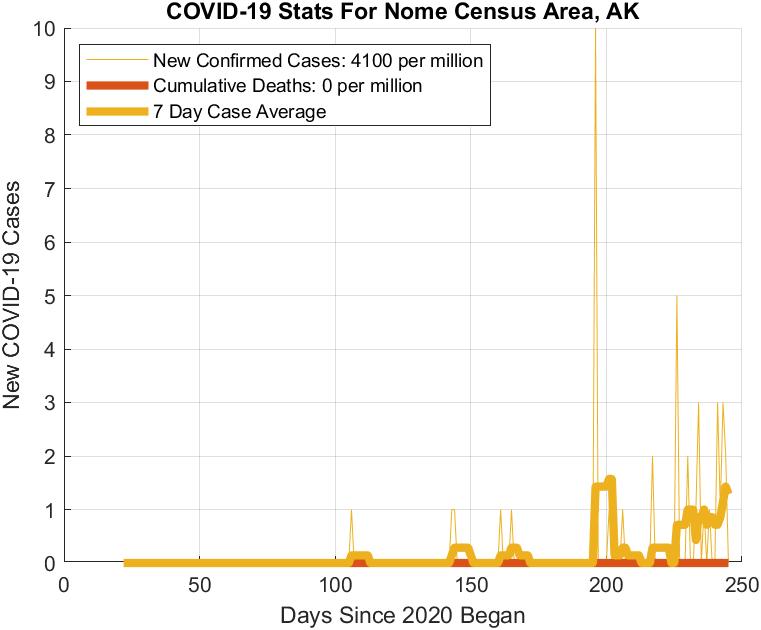 COVID-19 Stats For Nome Census Area, AK
New Confirmed Cases: 4100 per million
Cumulative Deaths: 0 per million
7 Day Case Average
New COVID-19 Cases
10
9
8
7
6
5
4
3
2
1
0
0 50 100 150 200 250
Days Since 2020 Began